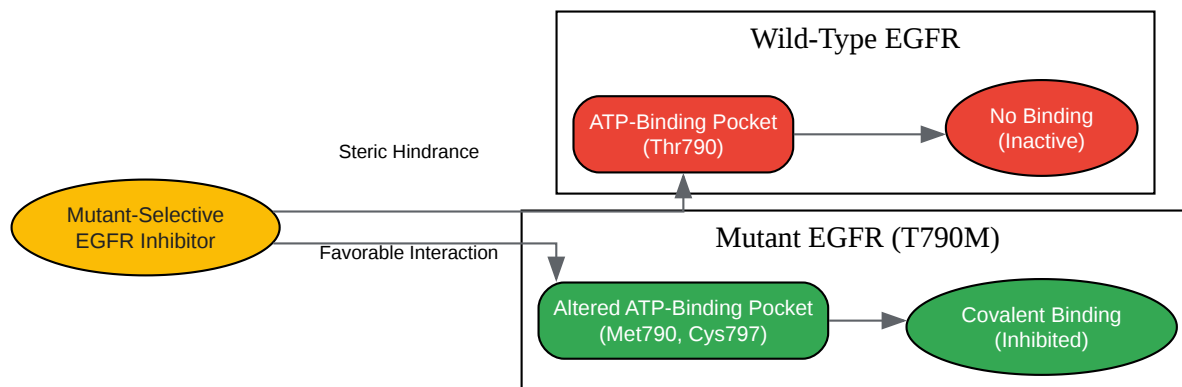 Wild-Type EGFR
ATP-Binding Pocket
(Thr790)
No Binding
(Inactive)
Steric Hindrance
Mutant-Selective
EGFR Inhibitor
Favorable Interaction
Mutant EGFR (T790M)
Altered ATP-Binding Pocket
(Met790, Cys797)
Covalent Binding
(Inhibited)